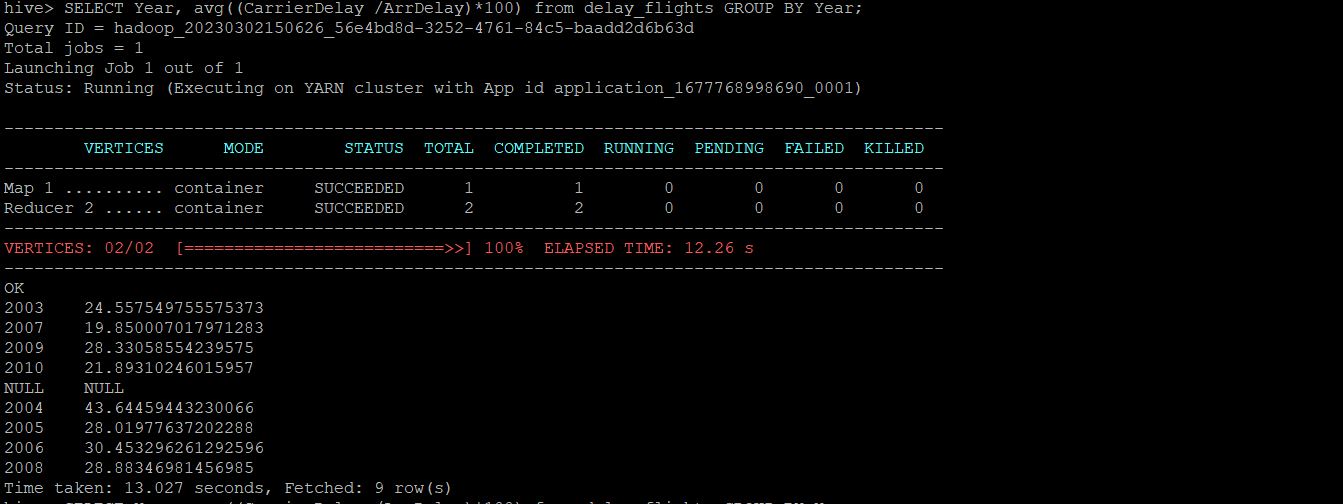 hive> SELECT Year, avg((CarrierDelay /ArrDelay)*100) from delay_flights GROUP BY Year;
Query ID = hadoop_20230302150626_56e4bd8d-3252-4761-84c5-baadd2d6b63d
Total jobs = 1
Launching Job 1 out of 1
Status: Running (Executing on YARN cluster with App id application_1677768998690_0001)
----------------------------------------------------------------------------------------------
VERTICES MODE STATUS TOTAL COMPLETED RUNNING PENDING FAILED KILLED
----------------------------------------------------------------------------------------------
Map 1 .......... container SUCCEEDED 1 1 0 0 0 0
Reducer 2 ...... container SUCCEEDED 2 2 0 0 0 0
----------------------------------------------------------------------------------------------
VERTICES: 02/02 [==========================>>] 100% ELAPSED TIME: 12.26 s
----------------------------------------------------------------------------------------------
OK
2003 24.557549755575373
2007 19.850007017971283
2009 28.33058554239575
2010 21.89310246015957
NULL NULL
2004 43.64459443230066
2005 28.01977637202288
2006 30.453296261292596
2008 28.88346981456985
Time taken: 13.027 seconds, Fetched: 9 row(s)